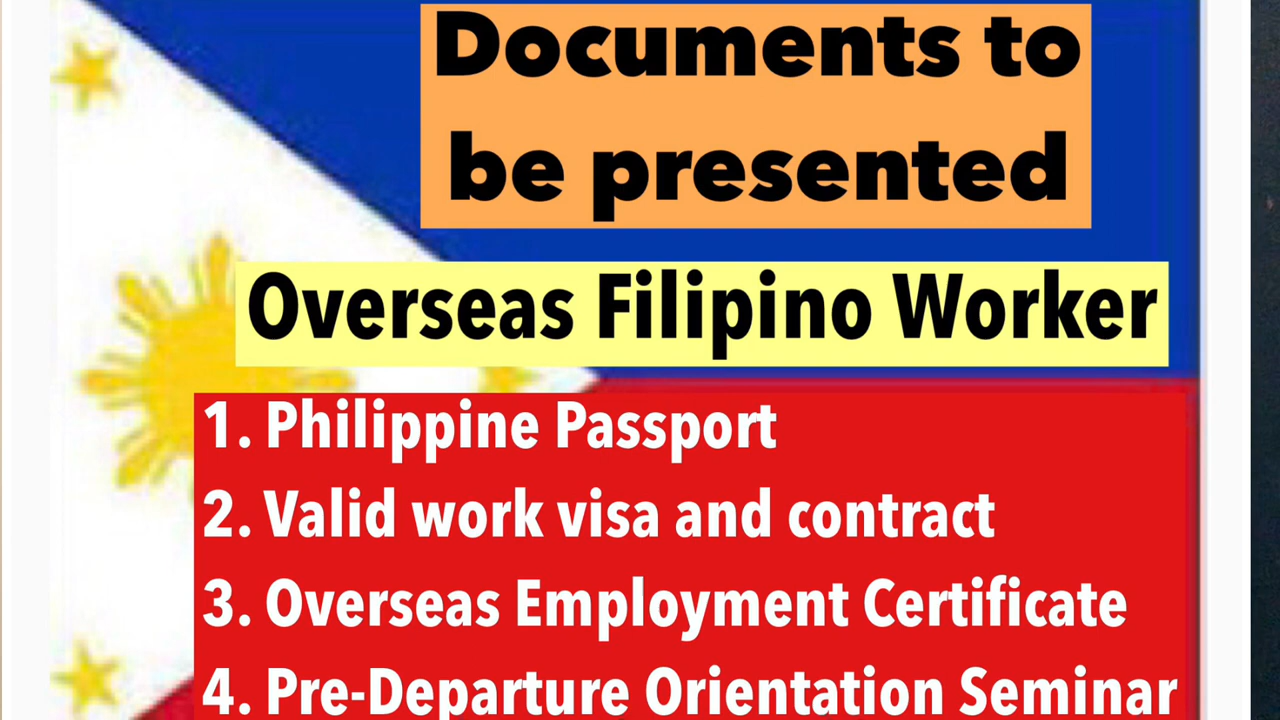 Documents to
be presented
Overseas Filipino Worker
1. Philippine Passport
2. Valid work visa and contract
3. Overseas Employment Certificate
4. Pre-Departure Orientation Seminar